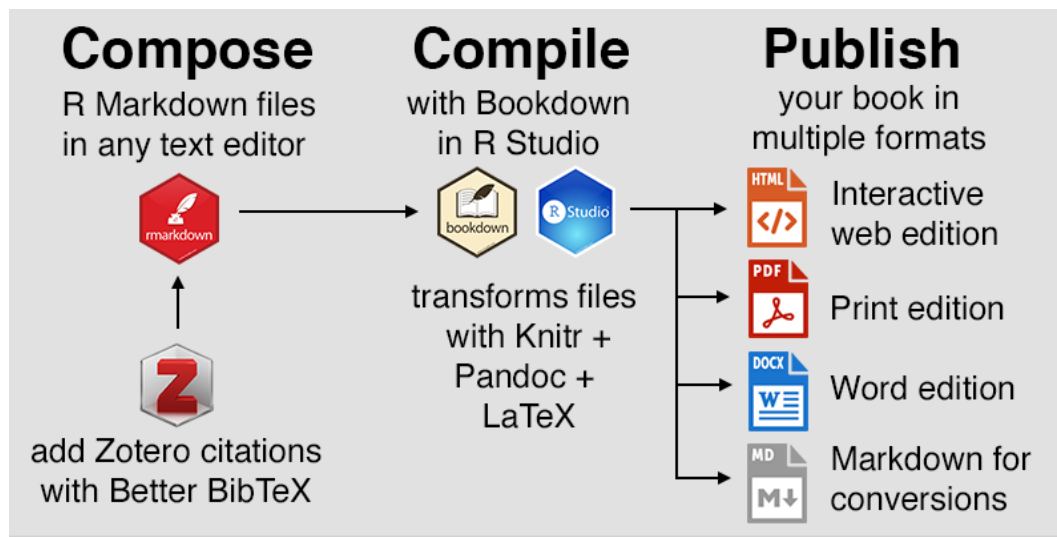 Compose
R Markdown files
in any text editor
rmarkdown
Z
add Zotero citations
with Better BibTeX
Compile
with Bookdown
in R Studio
bookdown
R Studio
transforms files
with Knitr +
Pandoc +
LaTeX
Publish
your book in
multiple formats
HTML
</>
Interactive
web edition
PDF
Print edition
DOCX
W
Word edition
MD
M
Markdown for
conversions